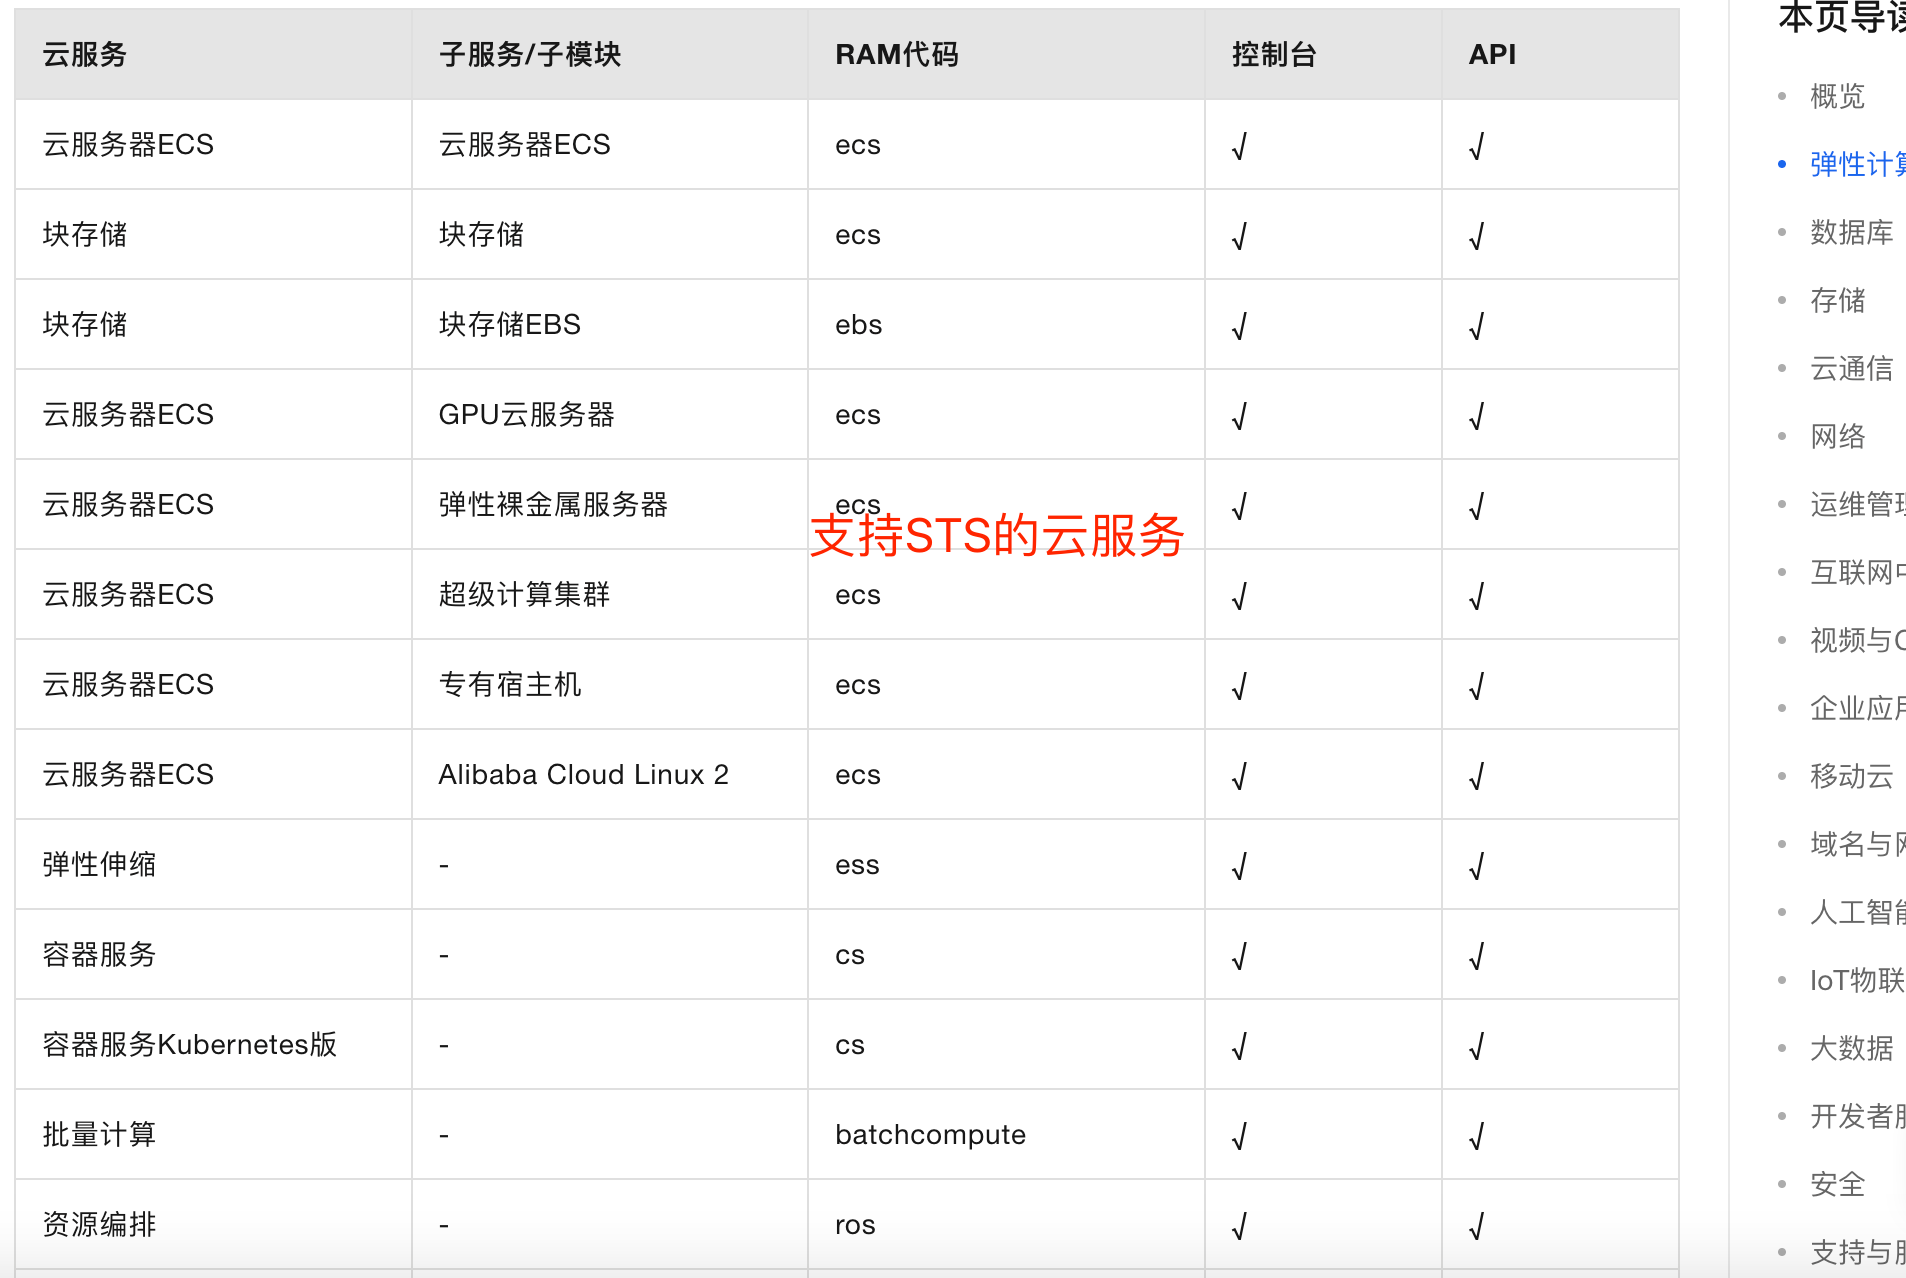 云服务 子服务/子模块 RAM代码 控制台 API
云服务器ECS 云服务器ECS ecs √ √
块存储 块存储 ecs √ √
块存储 块存储EBS ebs √ √
云服务器ECS GPU云服务器 ecs √ √
云服务器ECS 弹性裸金属服务器 ecs √ √
支持STS的云服务
云服务器ECS 超级计算集群 ecs √ √
云服务器ECS 专有宿主机 ecs √ √
云服务器ECS Alibaba Cloud Linux 2 ecs √ √
弹性伸缩 - ess √ √
容器服务 - cs √ √
容器服务Kubernetes版 - cs √ √
批量计算 - batchcompute √ √
资源编排 - ros √ √
本页导读
• 概览
• 弹性计算
• 数据库
• 存储
• 云通信
• 网络
• 运维管理
• 互联网中
• 视频与C
• 企业应用
• 移动云
• 域名与网
• 人工智能
• IoT物联
• 大数据
• 开发者服
• 安全
• 支持与服